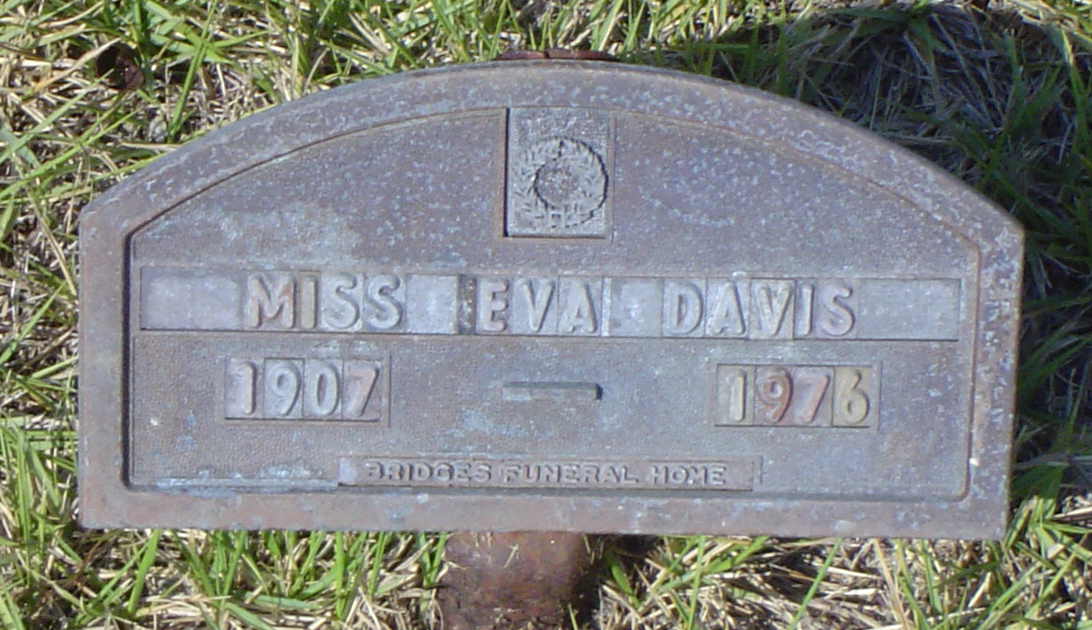 MISS EVA DAVIS
1907 — 1976
BRIDGES FUNERAL HOME